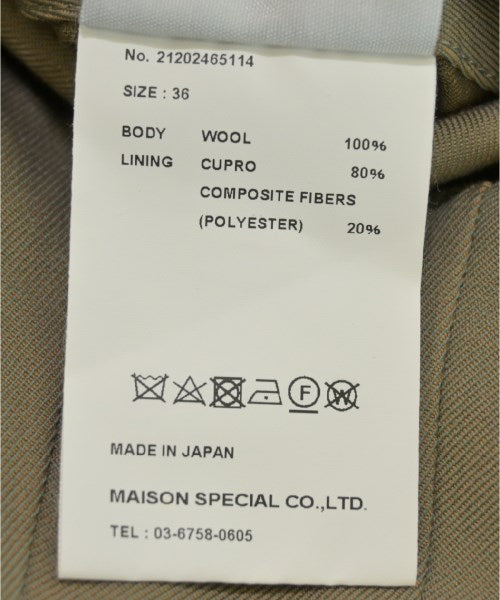 No. 21202465114
SIZE : 36
BODY WOOL 100%
LINING CUPRO 80%
COMPOSITE FIBERS
(POLYESTER) 20%
F W
MADE IN JAPAN
MAISON SPECIAL CO.,LTD.
TEL : 03-6758-0605